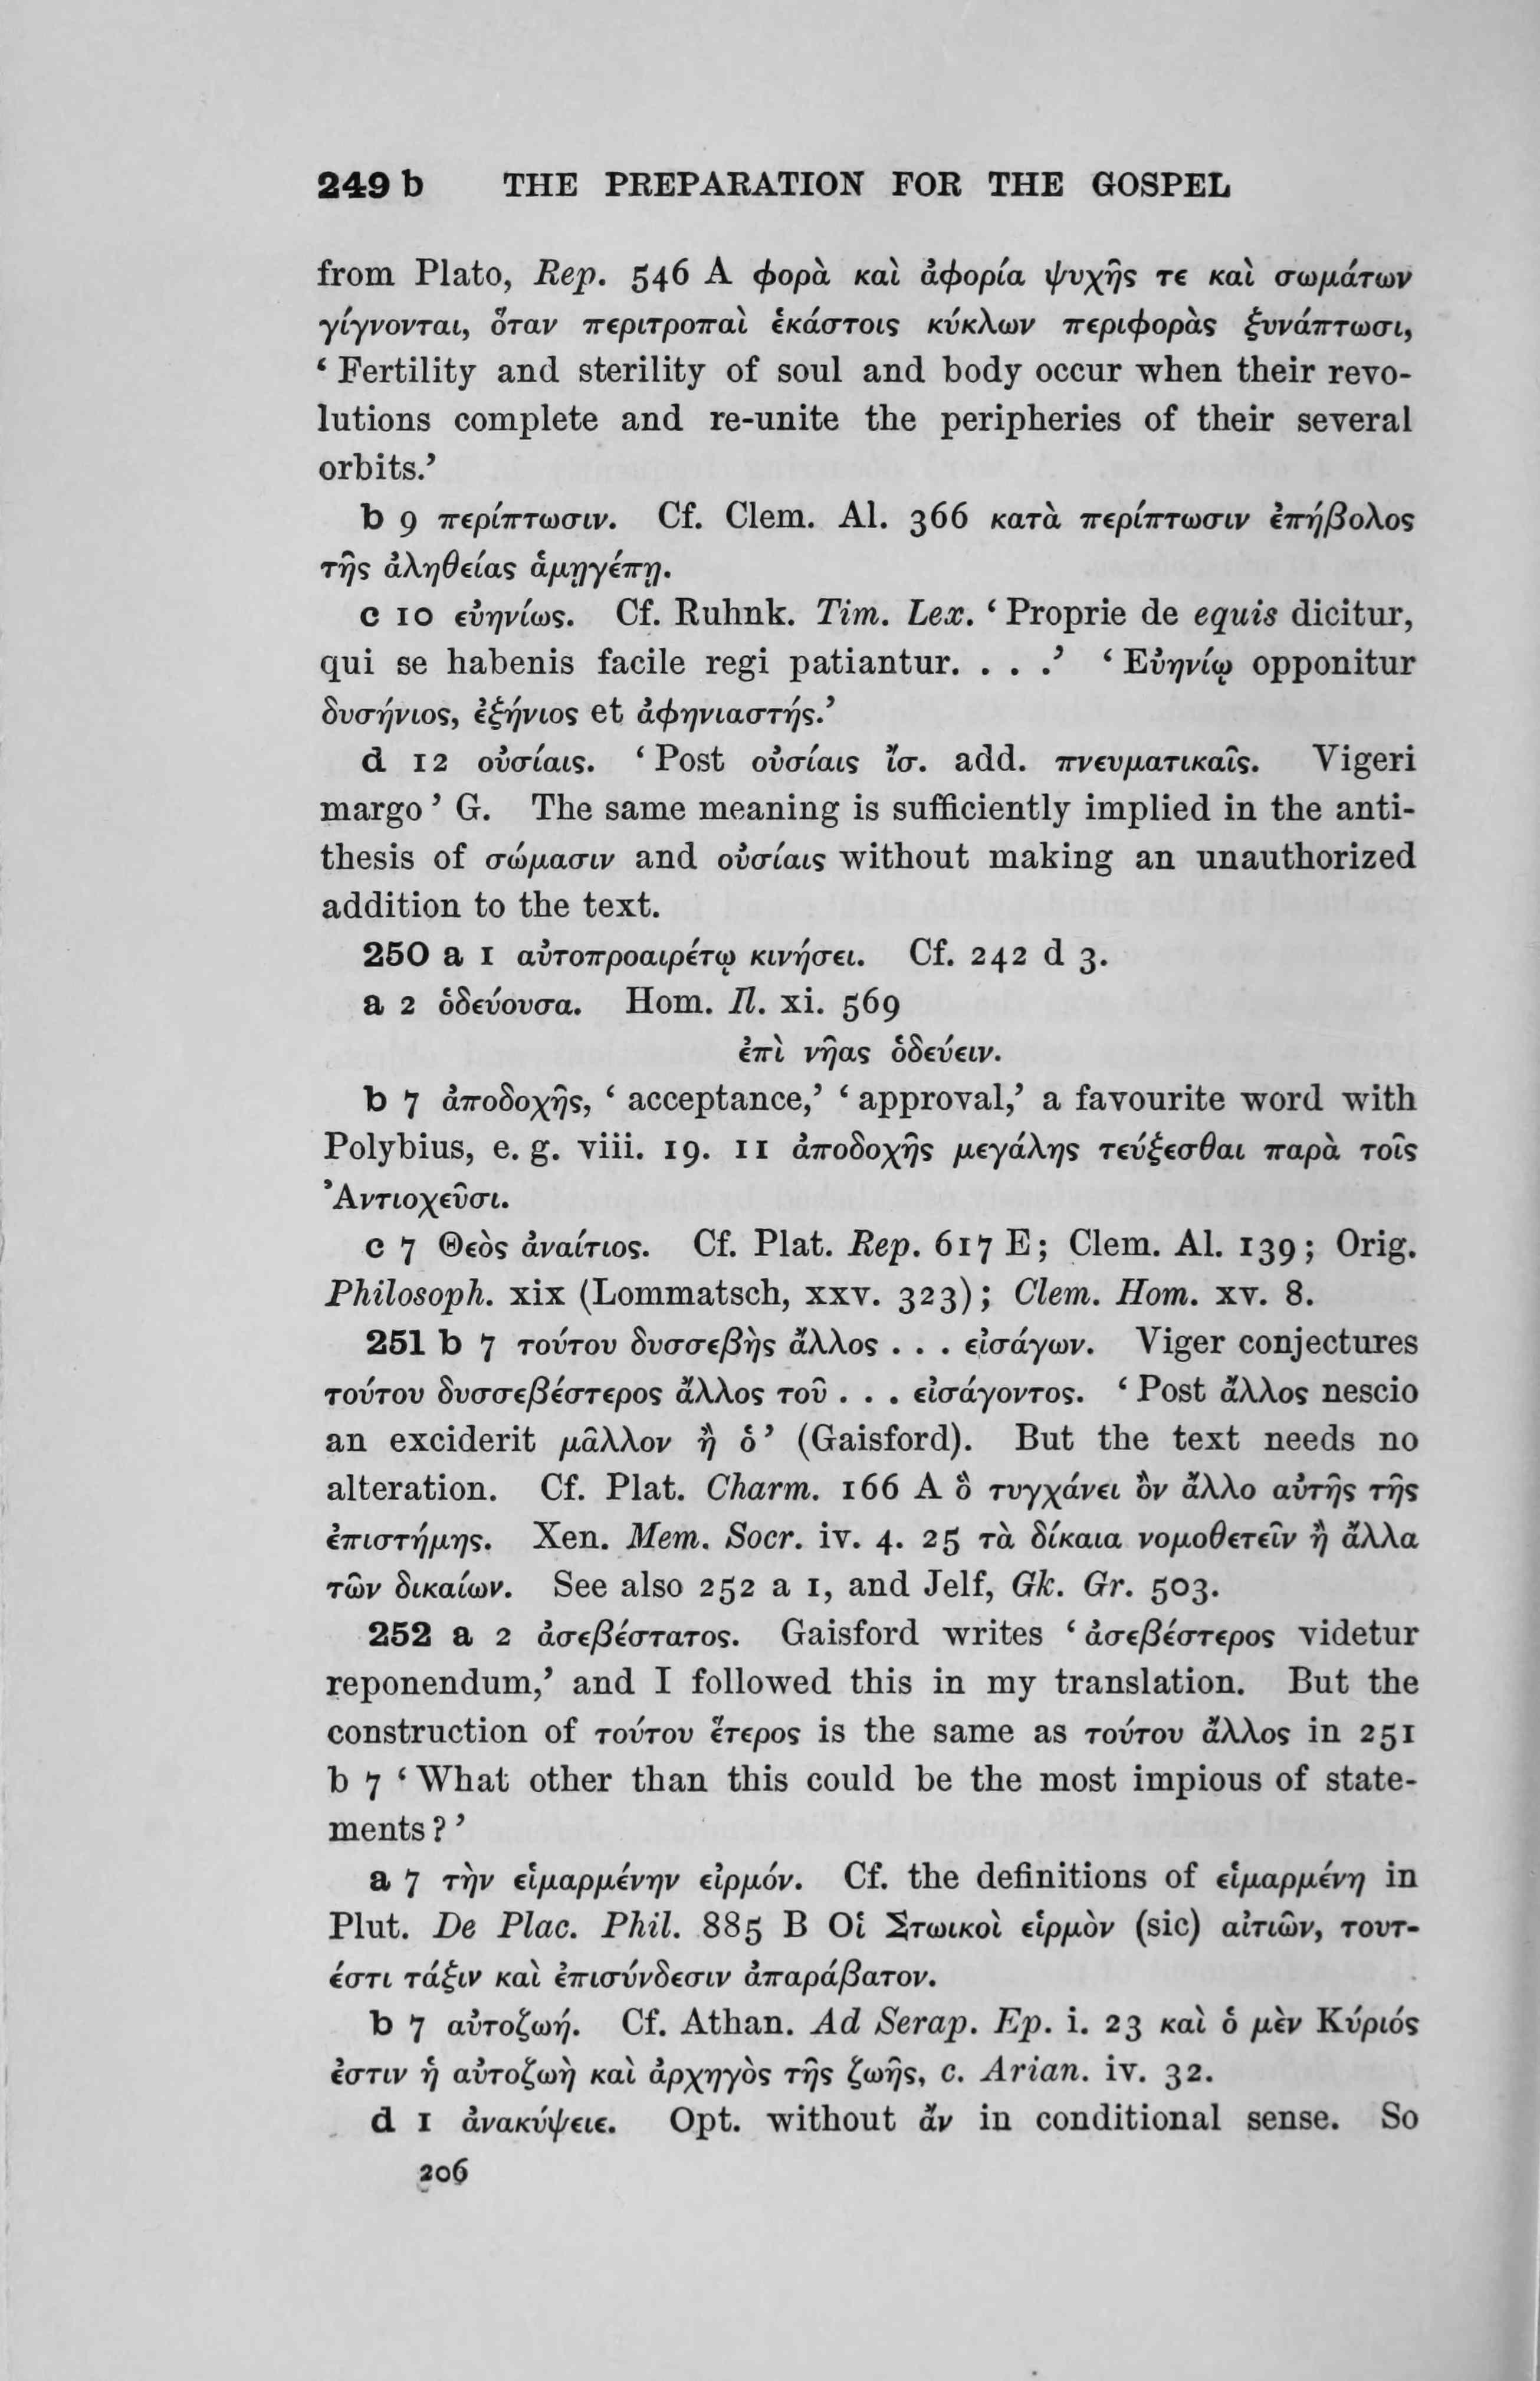 249 b THE PREPARATION FOR THE GOSPEL
from Plato, Rep. 546 A φορὰ καὶ ἀφορία ψυχῆς τε καὶ σωμάτων
γίγνονται, ὅταν περιτροπαὶ ἑκάστοις κύκλων περιφορὰς ξυνάπτωσι,
‘ Fertility and sterility of soul and body occur when their revo-
lutions complete and re-unite the peripheries of their several
orbits.’
b 9 περίπτωσιν. Cf. Clem. Al. 366 κατὰ περίπτωσιν ἐπήβολος
τῆς ἀληθείας ἁμῃγέπῃ.
c 10 εὐηνίως. Cf. Ruhnk. Tim. Lex. ‘ Proprie de equis dicitur,
qui se habenis facile regi patiantur. . . .’ ‘ Εὐηνίῳ opponitur
δυσήνιος, ἐξήνιος et ἀφηνιαστής.’
d 12 οὐσίαις. ‘ Post οὐσίαις ἴσ. add. πνευματικαῖς. Vigeri
margo ’ G. The same meaning is sufficiently implied in the anti-
thesis of σώμασιν and οὐσίαις without making an unauthorized
addition to the text.
250 a 1 αὐτοπροαιρέτῳ κινήσει. Cf. 242 d 3.
a 2 ὁδεύουσα. Hom. Il. xi. 569
ἐπὶ νῆας ὁδεύειν.
b 7 ἀποδοχῆς, ‘ acceptance,’ ‘ approval,’ a favourite word with
Polybius, e. g. viii. 19. 11 ἀποδοχῆς μεγάλης τεύξεσθαι παρὰ τοῖς
Ἀντιοχεῦσι.
c 7 Θεὸς ἀναίτιος. Cf. Plat. Rep. 617 E ; Clem. Al. 139 ; Orig.
Philosoph. xix (Lommatsch, xxv. 323) ; Clem. Hom. xv. 8.
251 b 7 τούτου δυσσεβὴς ἄλλος . . . εἰσάγων. Viger conjectures
τούτου δυσσεβέστερος ἄλλος τοῦ . . . εἰσάγοντος. ‘ Post ἄλλος nescio
an exciderit μᾶλλον ἢ ὁ ’ (Gaisford). But the text needs no
alteration. Cf. Plat. Charm. 166 A ὃ τυγχάνει ὂν ἄλλο αὐτῆς τῆς
ἐπιστήμης. Xen. Mem. Socr. iv. 4. 25 τὰ δίκαια νομοθετεῖν ἢ ἄλλα
τῶν δικαίων. See also 252 a 1, and Jelf, Gk. Gr. 503.
252 a 2 ἀσεβέστατος. Gaisford writes ‘ ἀσεβέστερος videtur
reponendum,’ and I followed this in my translation. But the
construction of τούτου ἕτερος is the same as τούτου ἄλλος in 251
b 7 ‘ What other than this could be the most impious of state-
ments ? ’
a 7 τὴν εἱμαρμένην εἰρμόν. Cf. the definitions of εἱμαρμένη in
Plut. De Plac. Phil. 885 B Οἱ Στωικοὶ εἱρμὸν (sic) αἰτιῶν, τουτ-
έστι τάξιν καὶ ἐπισύνδεσιν ἀπαράβατον.
b 7 αὐτοζωή. Cf. Athan. Ad Serap. Ep. i. 23 καὶ ὁ μὲν Κύριός
ἐστιν ἡ αὐτοζωὴ καὶ ἀρχηγὸς τῆς ζωῆς, c. Arian. iv. 32.
d 1 ἀνακύψειε. Opt. without ἄν in conditional sense. So
206